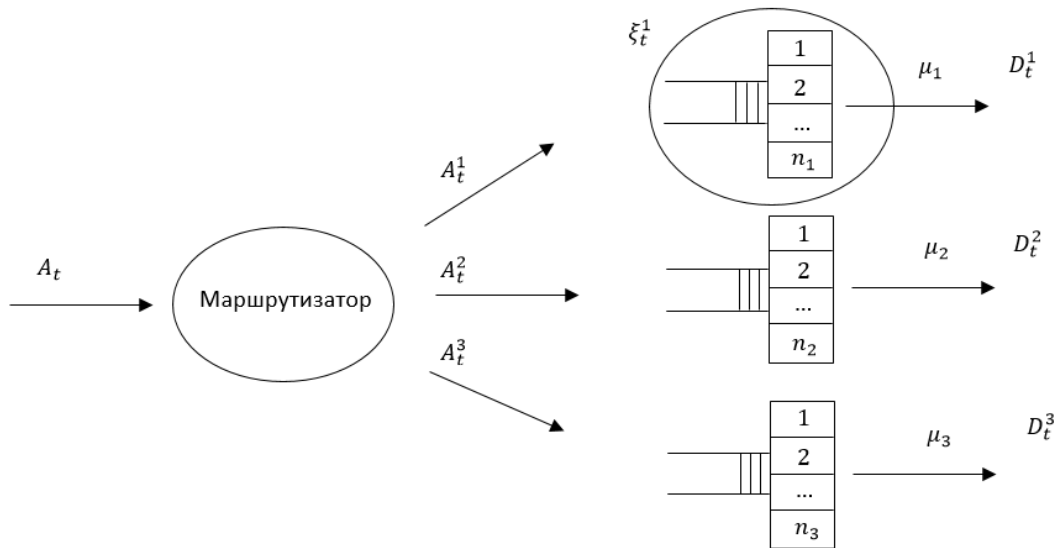 ξ_t^1
1
2
...
n_1
μ_1
D_t^1
A_t^1
A_t
Маршрутизатор
A_t^2
1
2
...
n_2
μ_2
D_t^2
A_t^3
1
2
...
n_3
μ_3
D_t^3